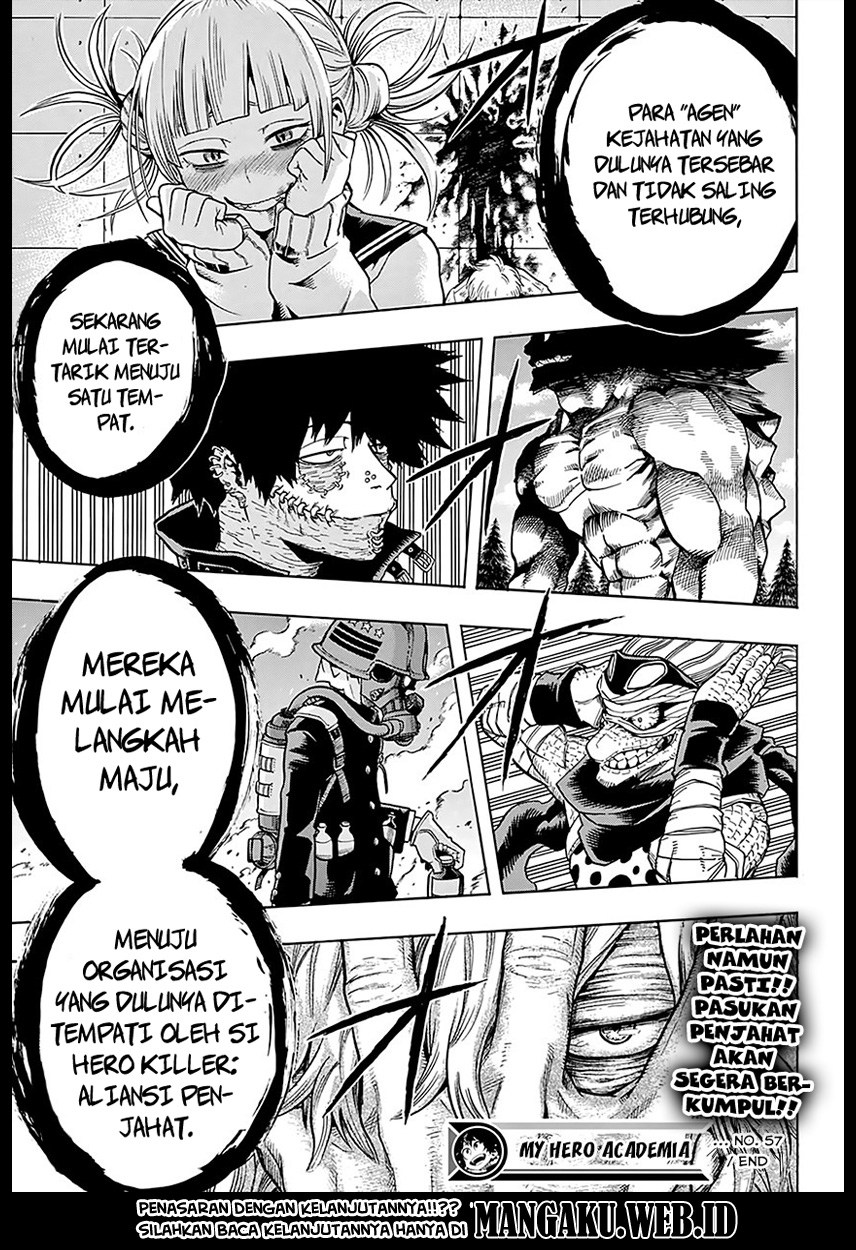 PARA "AGEN"
KEJAHATAN YANG
DULUNYA TERSEBAR
DAN TIDAK SALING
TERHUBUNG,
SEKARANG
MULAI TER-
TARIK MENUJU
SATU TEM-
PAT.
MEREKA
MULAI ME-
LANGKAH
MAJU,
MENUJU
ORGANISASI
YANG DULUNYA DI-
TEMPATI OLEH SI
HERO KILLER:
ALIANSI PEN-
JAHAT.
PERLAHAN
NAMUN
PASTI!!
PASUKAN
PENJAHAT
AKAN
SEGERA BER-
KUMPUL!!
MY HERO ACADEMIA
... NO. 57
/ END
PENASARAN DENGAN KELANJUTANNYA!!??
SILAHKAN BACA KELANJUTANNYA HANYA DI
MANGAKU.WEB.ID